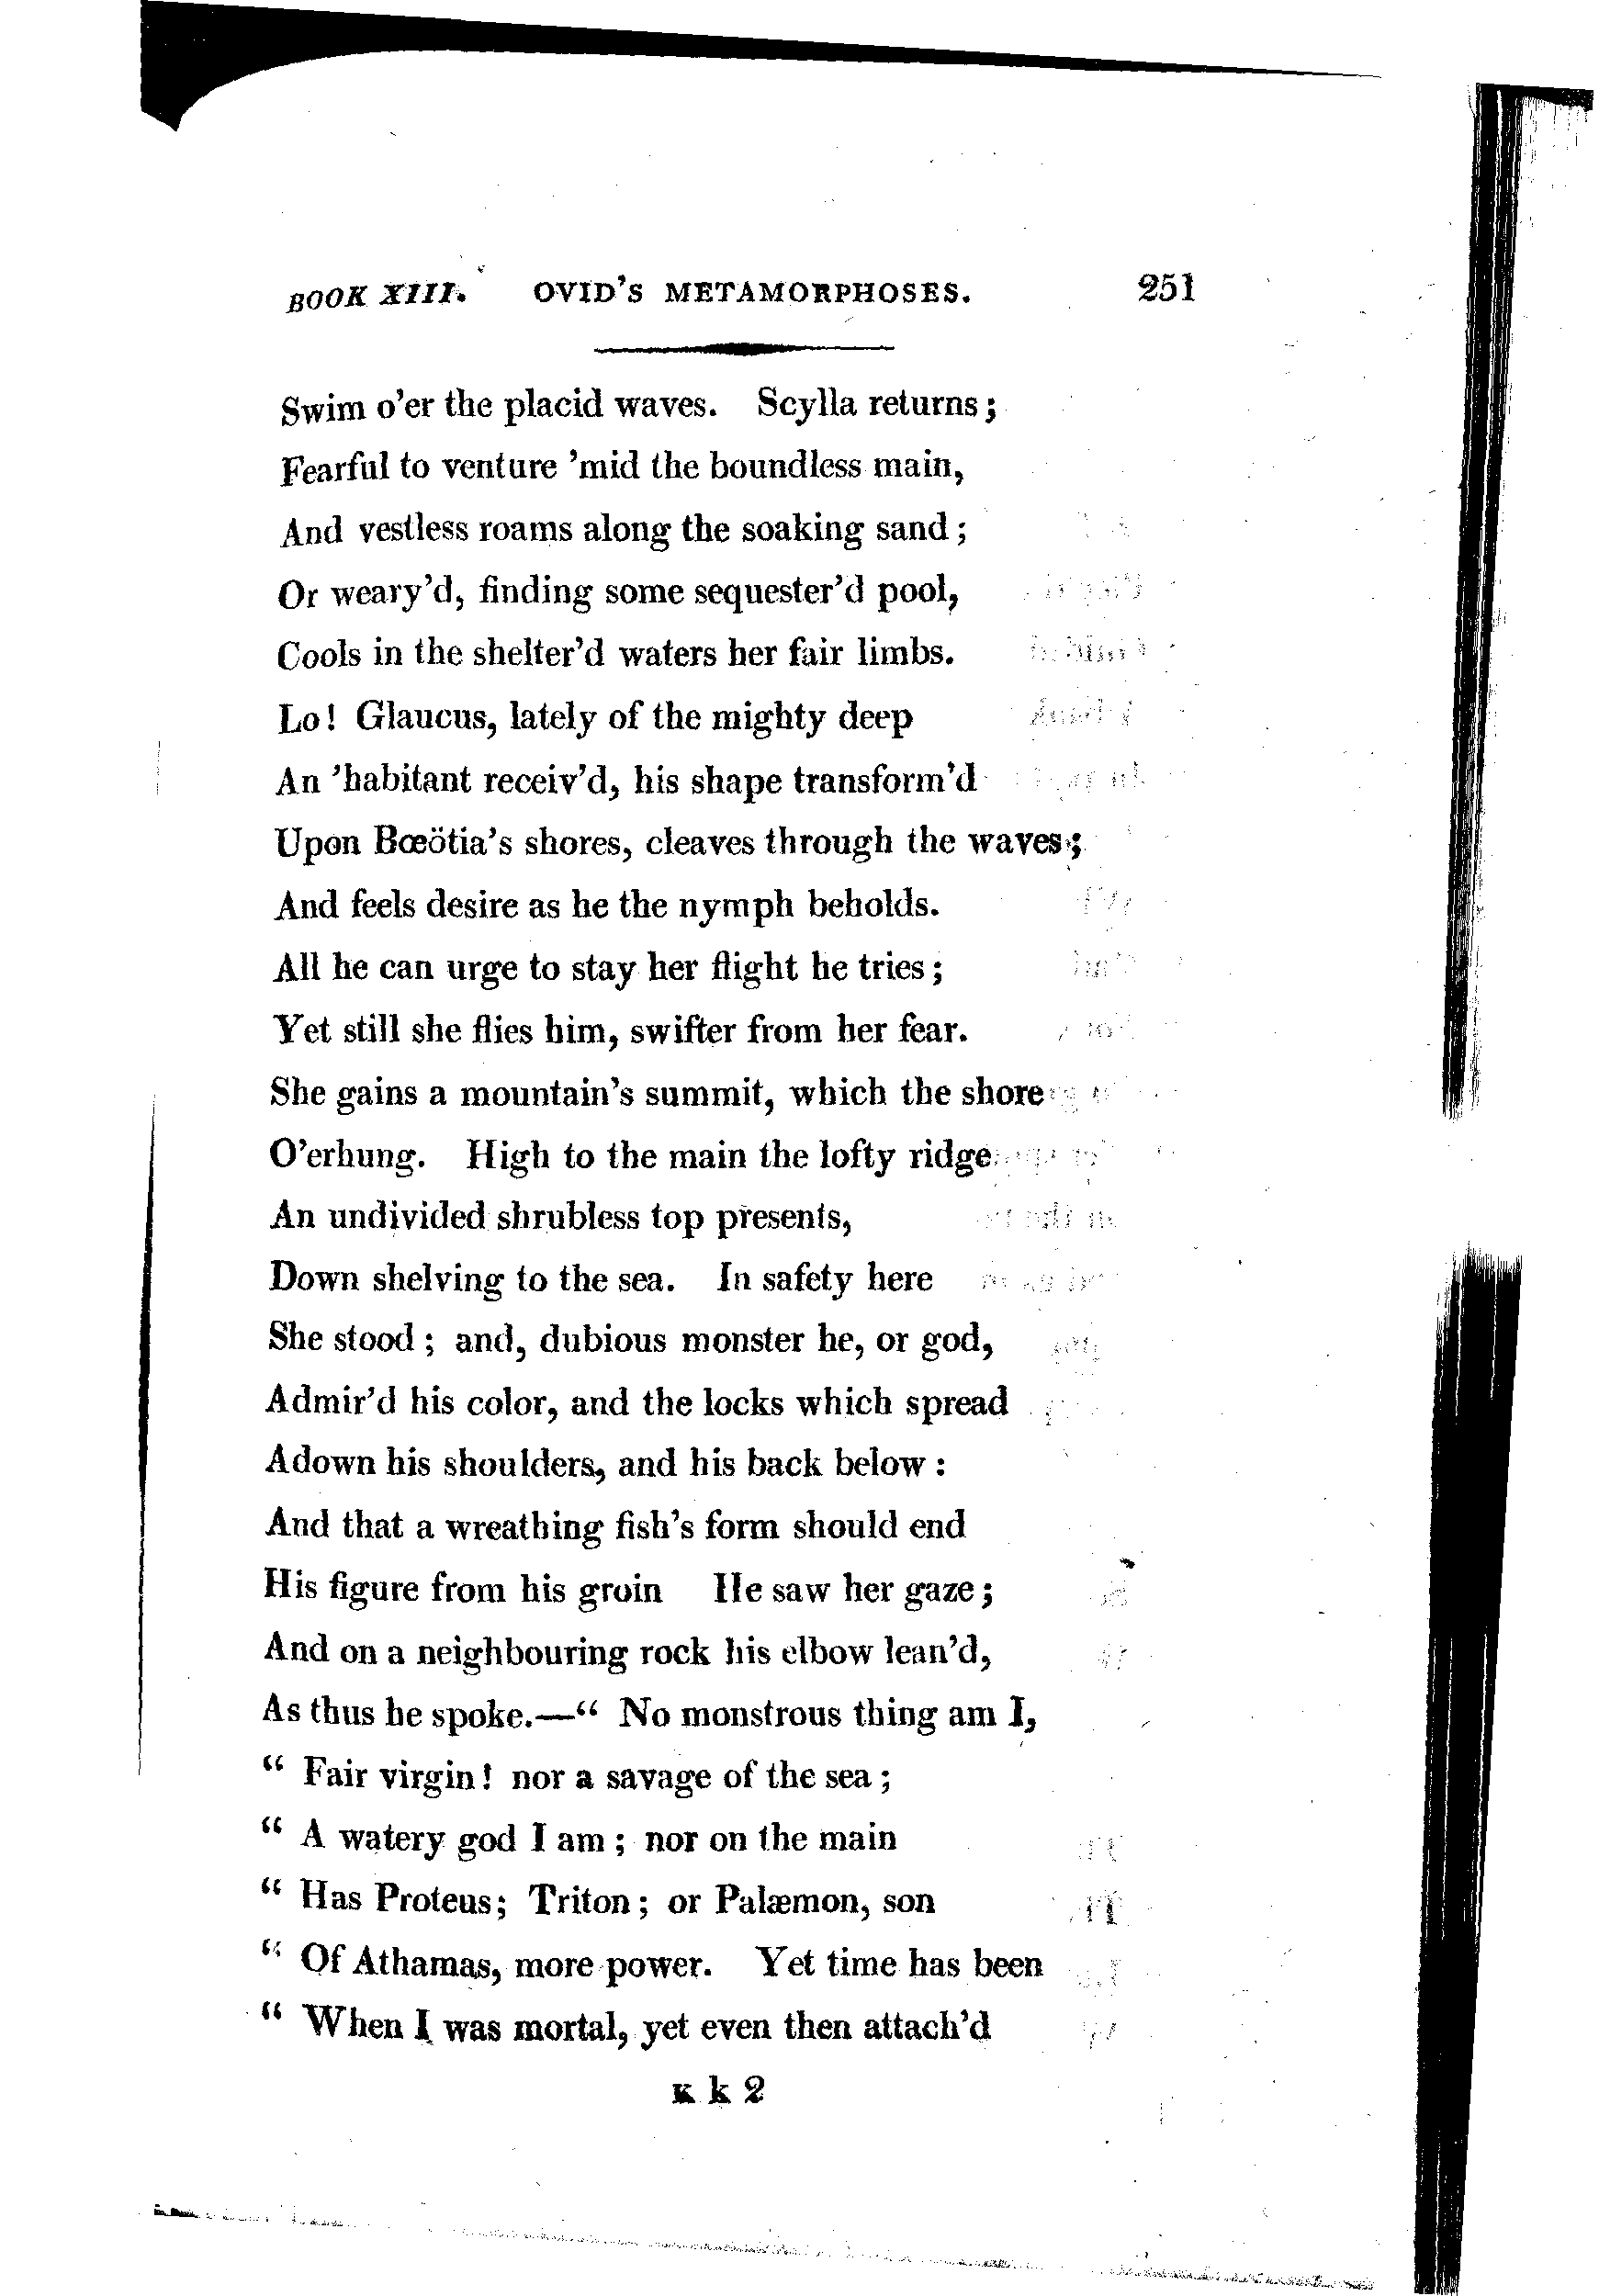 BOOK XIII. OVID'S METAMORPHOSES. 251
Swim o'er the placid waves. Scylla returns;
Fearful to venture 'mid the boundless main,
And vestless roams along the soaking sand;
Or weary'd, finding some sequester'd pool,
Cools in the shelter'd waters her fair limbs.
Lo! Glaucus, lately of the mighty deep
An 'habitant receiv'd, his shape transform'd
Upon Bœötia's shores, cleaves through the waves;
And feels desire as he the nymph beholds.
All he can urge to stay her flight he tries;
Yet still she flies him, swifter from her fear.
She gains a mountain's summit, which the shore
O'erhung. High to the main the lofty ridge
An undivided shrubless top presents,
Down shelving to the sea. In safety here
She stood; and, dubious monster he, or god,
Admir'd his color, and the locks which spread
Adown his shoulders, and his back below:
And that a wreathing fish's form should end
His figure from his groin He saw her gaze;
And on a neighbouring rock his elbow lean'd,
As thus he spoke.—“ No monstrous thing am I,
“ Fair virgin! nor a savage of the sea;
“ A watery god I am; nor on the main
“ Has Proteus; Triton; or Palæmon, son
“ Of Athamas, more power. Yet time has been
“ When I was mortal, yet even then attach'd
K k 2